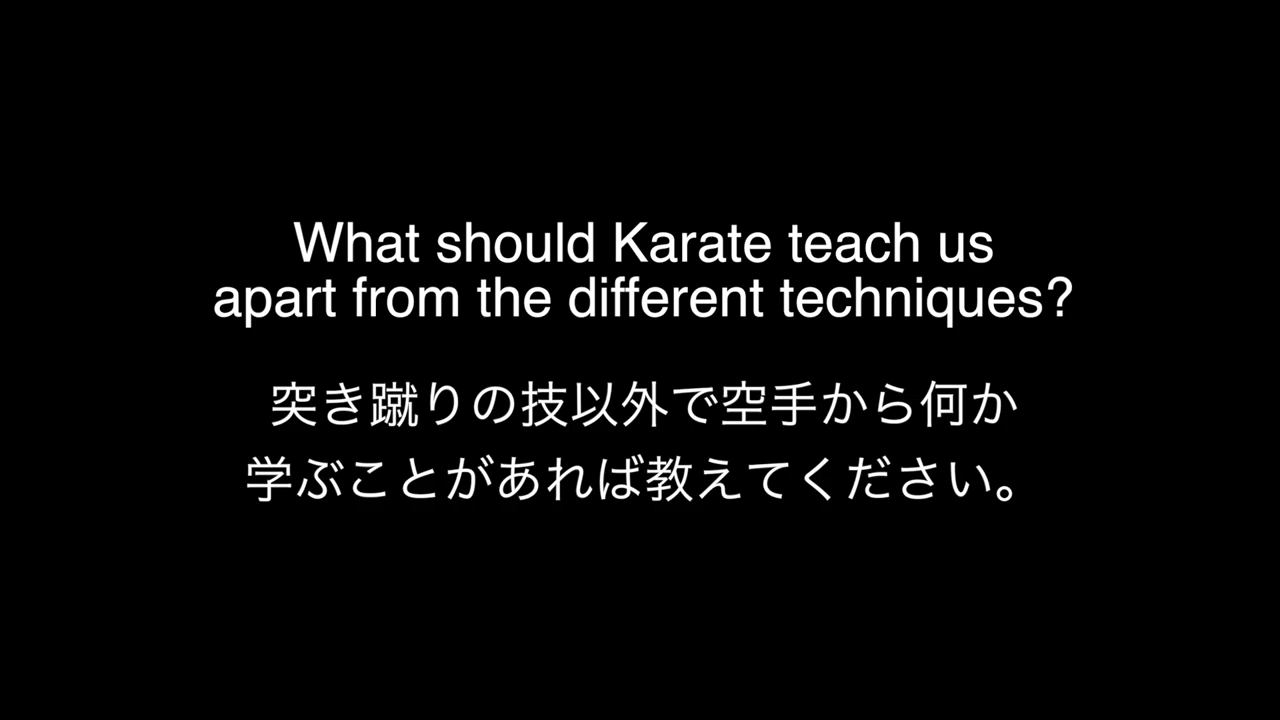 What should Karate teach us
apart from the different techniques?
突き蹴りの技以外で空手から何か
学ぶことがあれば教えてください。